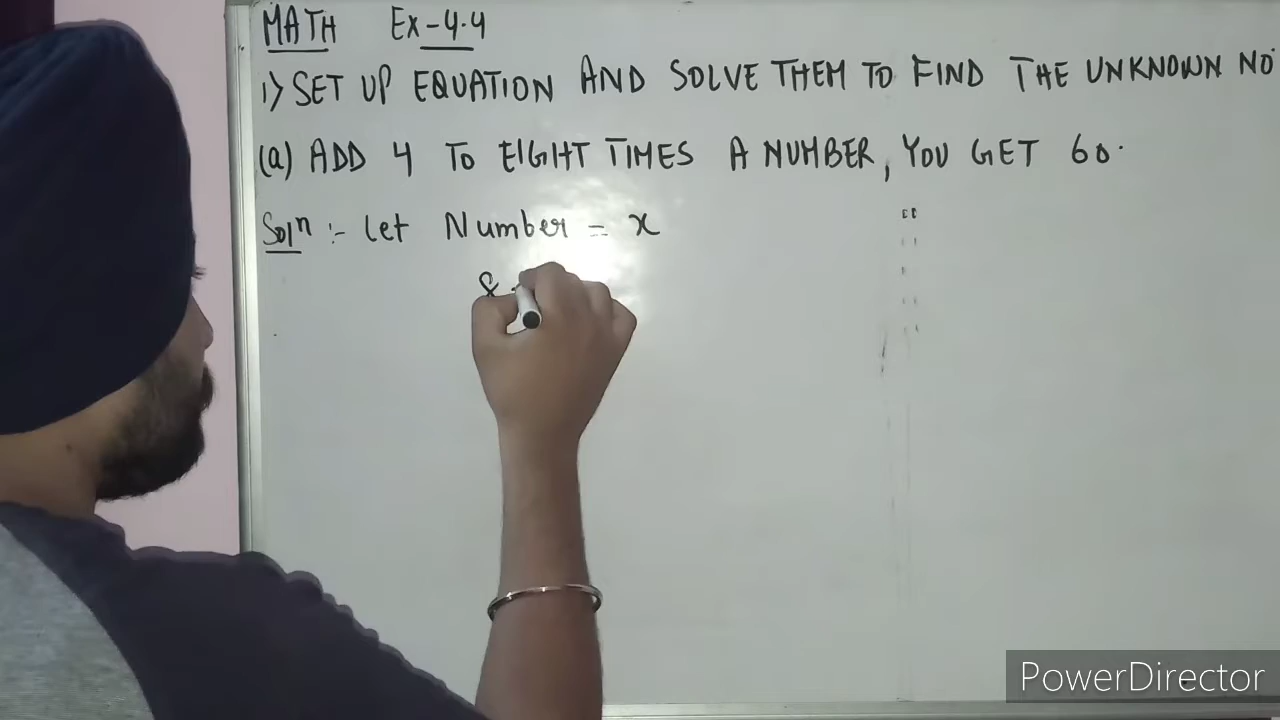 MATH Ex-4.4
1) SET UP EQUATION AND SOLVE THEM TO FIND THE UNKNOWN NO
(a) ADD 4 TO EIGHT TIMES A NUMBER, YOU GET 60.
Soln :- Let Number = x
8
PowerDirector